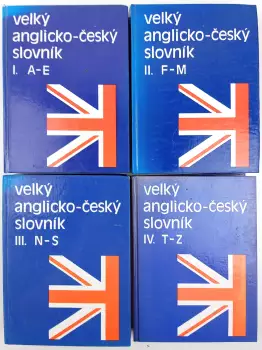 velký
anglicko-český
slovník
I. A-E
velký
anglicko-český
slovník
II. F-M
velký
anglicko-český
slovník
III. N-S
velký
anglicko-český
slovník
IV. T-Z